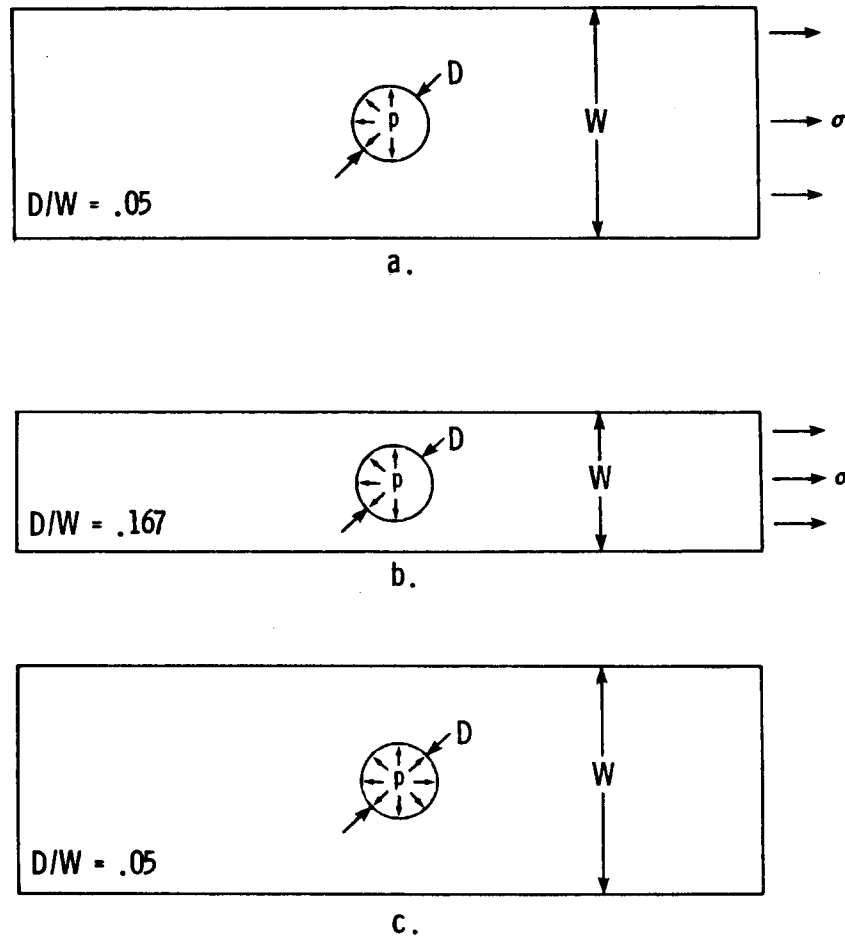 D
p
W
σ
D/W = .05
a.
D
p
W
σ
D/W = .167
b.
D
p
W
D/W = .05
c.